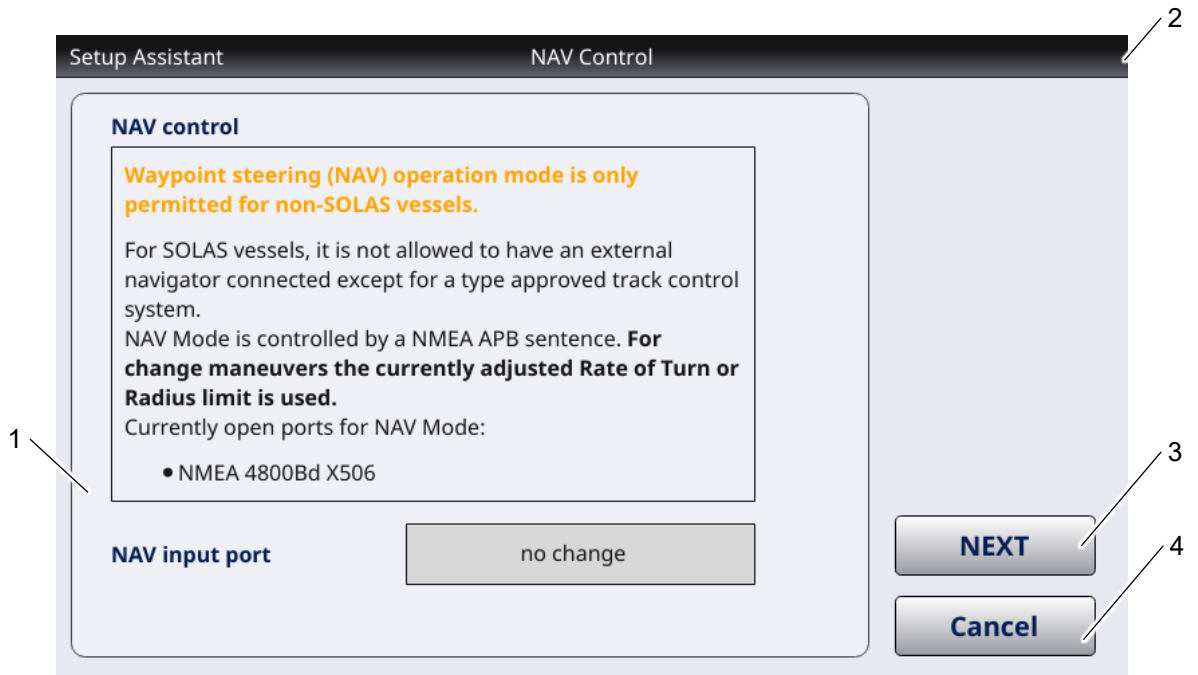 2
Setup Assistant NAV Control
NAV control
Waypoint steering (NAV) operation mode is only
permitted for non-SOLAS vessels.
For SOLAS vessels, it is not allowed to have an external
navigator connected except for a type approved track control
system.
NAV Mode is controlled by a NMEA APB sentence. For
change maneuvers the currently adjusted Rate of Turn or
Radius limit is used.
Currently open ports for NAV Mode:
• NMEA 4800Bd X506
1
3
NAV input port no change
NEXT
4
Cancel